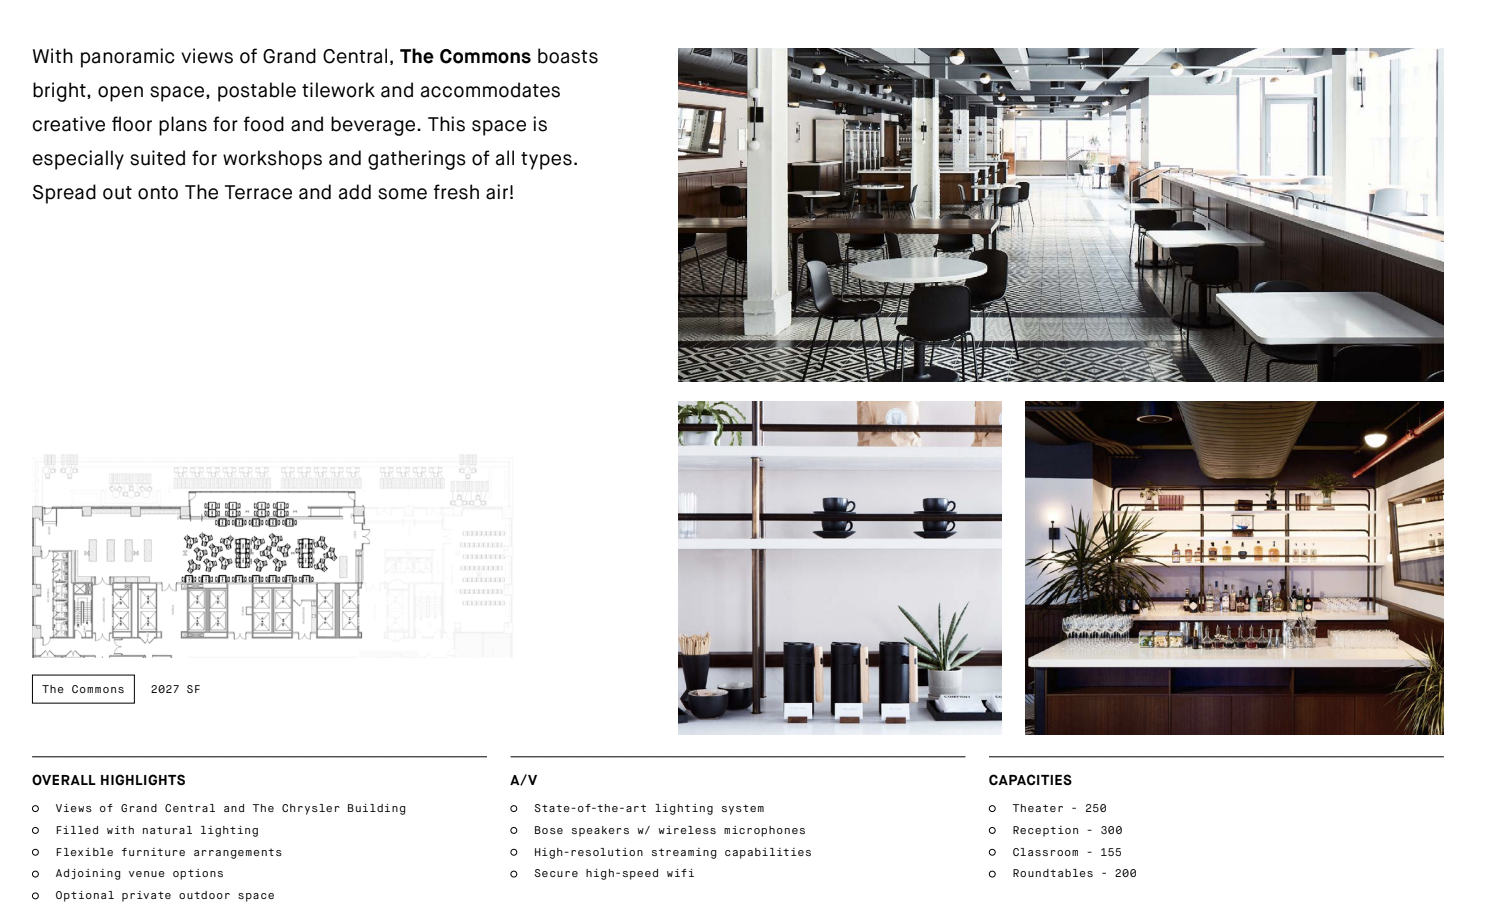 With panoramic views of Grand Central, The Commons boasts
bright, open space, postable tilework and accommodates
creative floor plans for food and beverage. This space is
especially suited for workshops and gatherings of all types.
Spread out onto The Terrace and add some fresh air!
The Commons 2027 SF
OVERALL HIGHLIGHTS
Views of Grand Central and The Chrysler Building
Filled with natural lighting
Flexible furniture arrangements
Adjoining venue options
Optional private outdoor space
A/V
State-of-the-art lighting system
Bose speakers w/ wireless microphones
High-resolution streaming capabilities
Secure high-speed wifi
CAPACITIES
Theater - 250
Reception - 300
Classroom - 155
Roundtables - 200